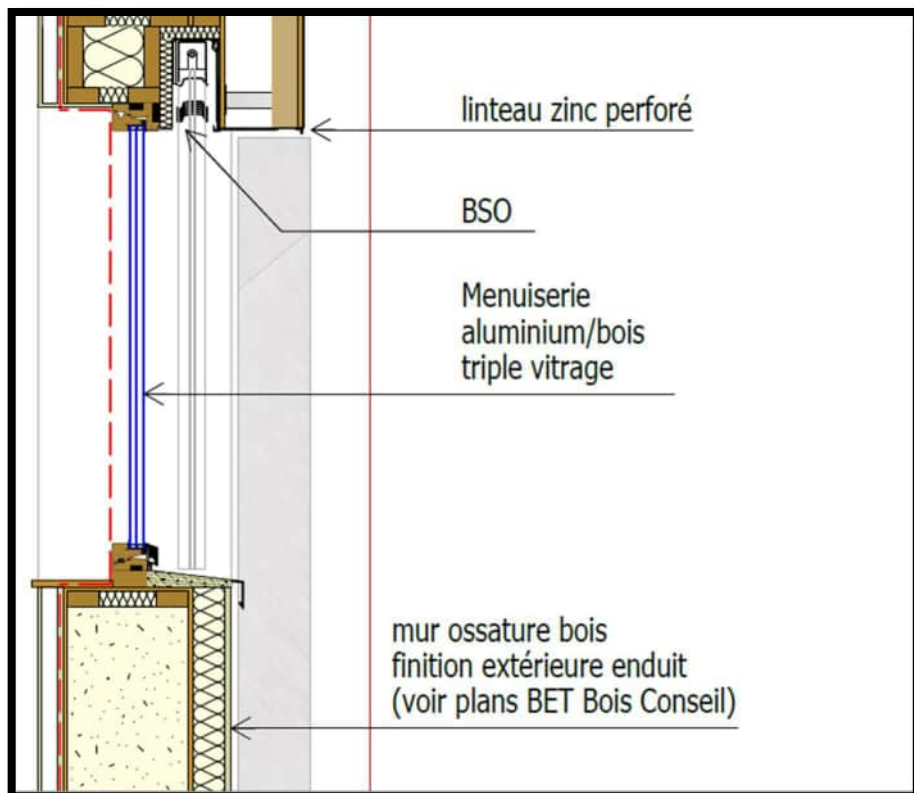 linteau zinc perforé
BSO
Menuiserie
aluminium/bois
triple vitrage
mur ossature bois
finition extérieure enduit
(voir plans BET Bois Conseil)